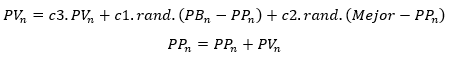 PVₙ = c3. PVₙ + c1. rand. (PBₙ − PPₙ) + c2. rand. (Mejor − PPₙ)
PPₙ = PPₙ + PVₙ